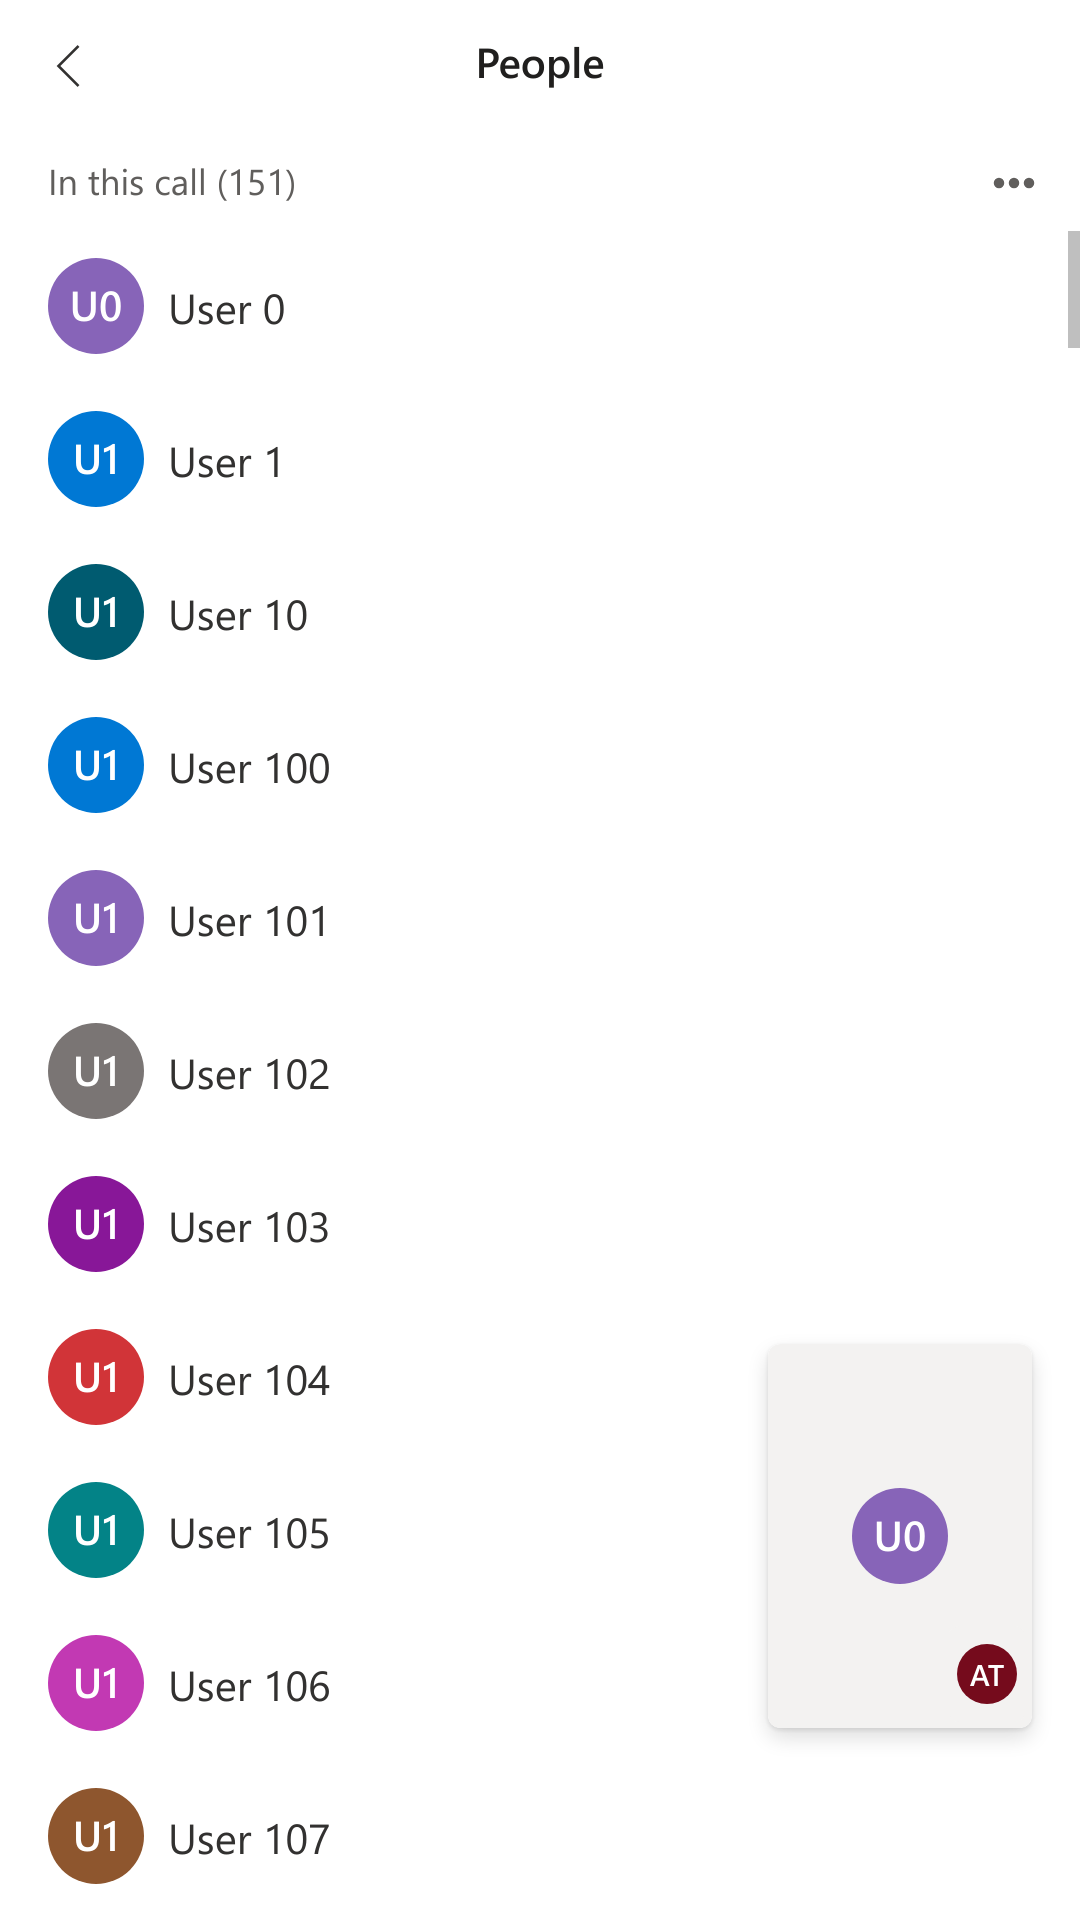 People
In this call (151)
U0 User 0
U1 User 1
U1 User 10
U1 User 100
U1 User 101
U1 User 102
U1 User 103
U1 User 104
U1 User 105
U0
U1 User 106
AT
U1 User 107